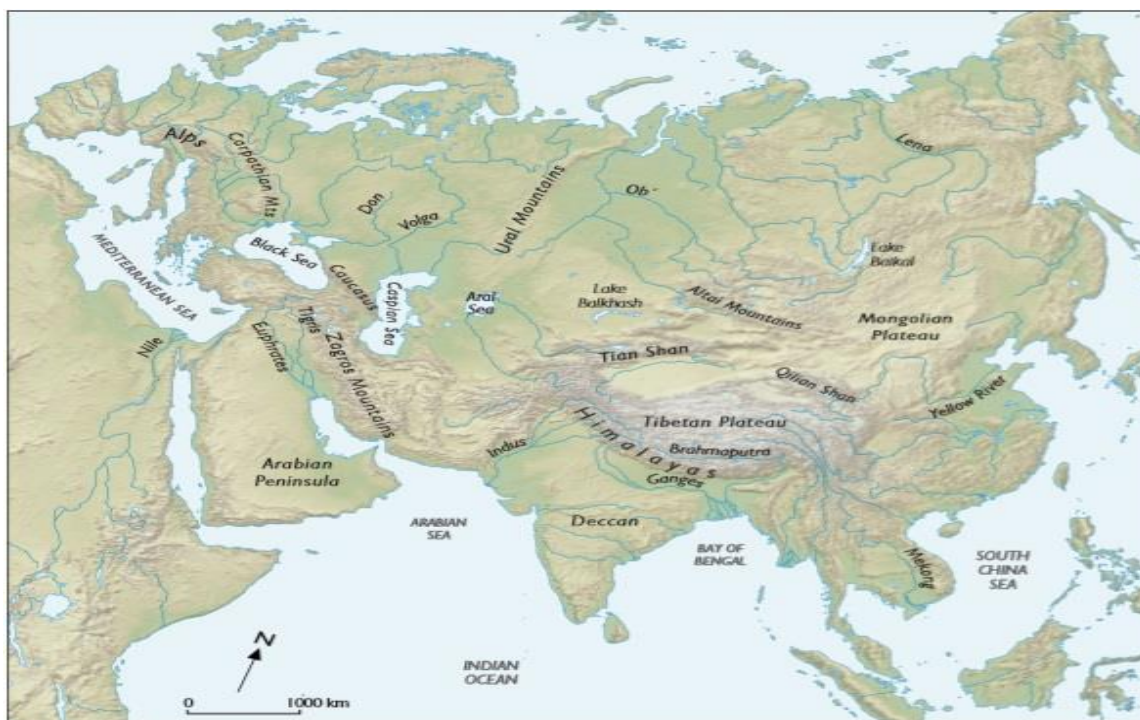 Alps
Carpathian Mts
Don
Volga
Ural Mountains
Ob
Lena
MEDITERRANEAN SEA
Black Sea
Caucasus
Caspian Sea
Aral
Sea
Lake
Balkhash
Altai Mountains
Lake
Baikal
Mongolian
Plateau
Nile
Euphrates
Tigris
Zagros Mountains
Tian Shan
Qilian Shan
Yellow River
Tibetan Plateau
Himalayas
Brahmaputra
Indus
Ganges
Arabian
Peninsula
Deccan
ARABIAN
SEA
BAY OF
BENGAL
Mekong
SOUTH
CHINA
SEA
INDIAN
OCEAN
N
0 1000 km